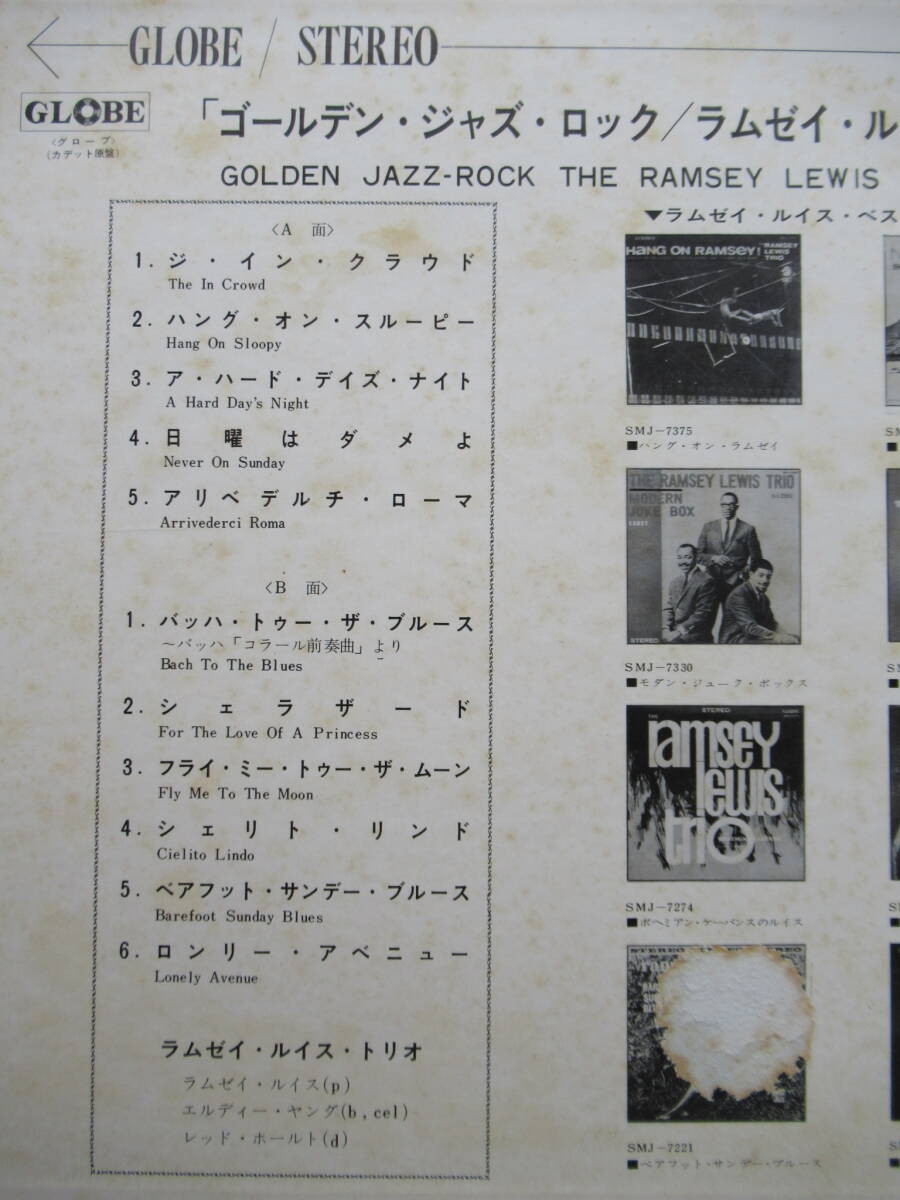 GLOBE / STEREO
GLOBE
〈グローブ〉
(カデット原盤)
「ゴールデン・ジャズ・ロック/ラムゼイ・ル
GOLDEN JAZZ-ROCK THE RAMSEY LEWIS
〈A 面〉
1. ジ・イン・クラウド
The In Crowd
2. ハング・オン・スルーピー
Hang On Sloopy
3. ア・ハード・デイズ・ナイト
A Hard Day's Night
4. 日曜はダメよ
Never On Sunday
5. アリベデルチ・ローマ
Arrivederci Roma
〈B 面〉
1. バッハ・トゥー・ザ・ブルース
～バッハ「コラール前奏曲」より
Bach To The Blues
2. シェラザード
For The Love Of A Princess
3. フライ・ミー・トゥー・ザ・ムーン
Fly Me To The Moon
4. シェリト・リンド
Cielito Lindo
5. ベアフット・サンデー・ブルース
Barefoot Sunday Blues
6. ロンリー・アベニュー
Lonely Avenue
ラムゼイ・ルイス・トリオ
ラムゼイ・ルイス(p)
エルディー・ヤング(b, cel)
レッド・ホールト(d)
▼ラムゼイ・ルイス・ベス
HANG ON RAMSEY! RAMSEY
LEWIS
TRIO
SMJ-7375
■ハング・オン・ラムゼイ
THE RAMSEY LEWIS TRIO
MODERN
JUKE BOX
CADET
STEREO
SMJ-7330
■モダン・ジューク・ボックス
STEREO
THE
ramsey
lewis
trio
SMJ-7274
■ボヘミアン・ケーバンスのルイス
STEREO
SMJ-7221
■ベアフット・サンデー・ブルース